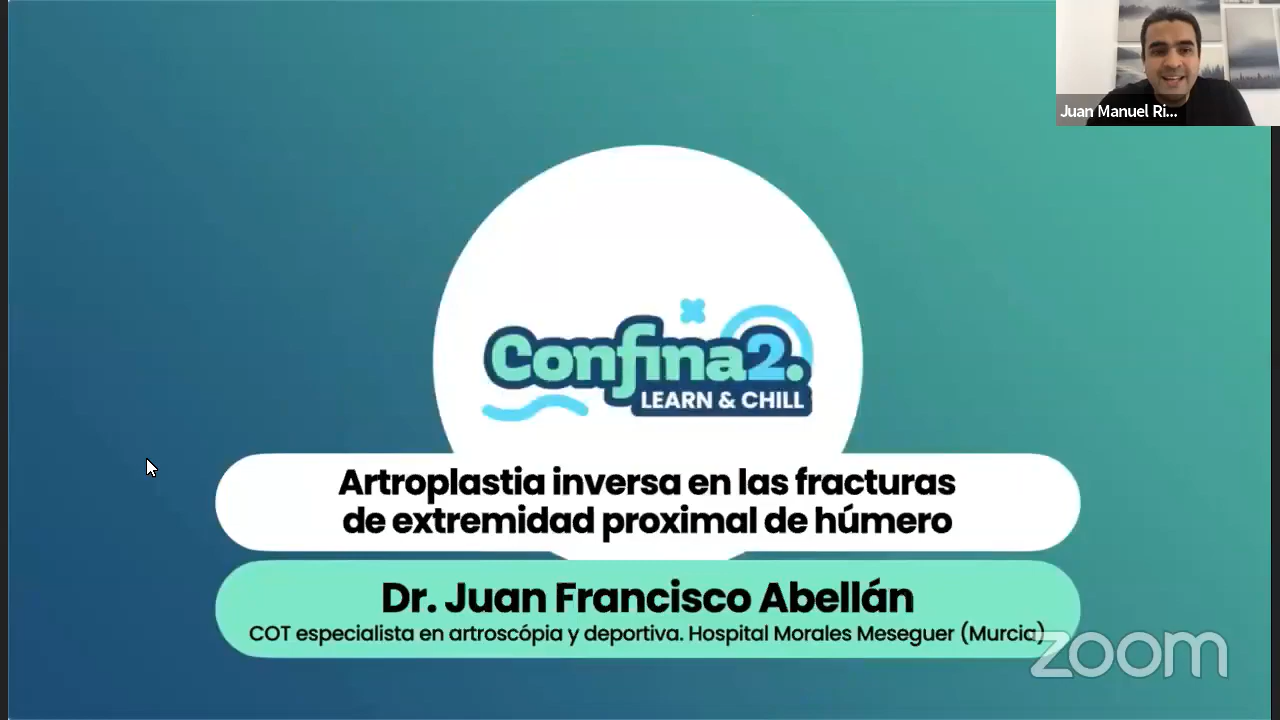 Juan Manuel Ri...
Confina2.
LEARN & CHILL
Artroplastia inversa en las fracturas
de extremidad proximal de húmero
Dr. Juan Francisco Abellán
COT especialista en artroscópia y deportiva. Hospital Morales Meseguer (Murcia)
zoom